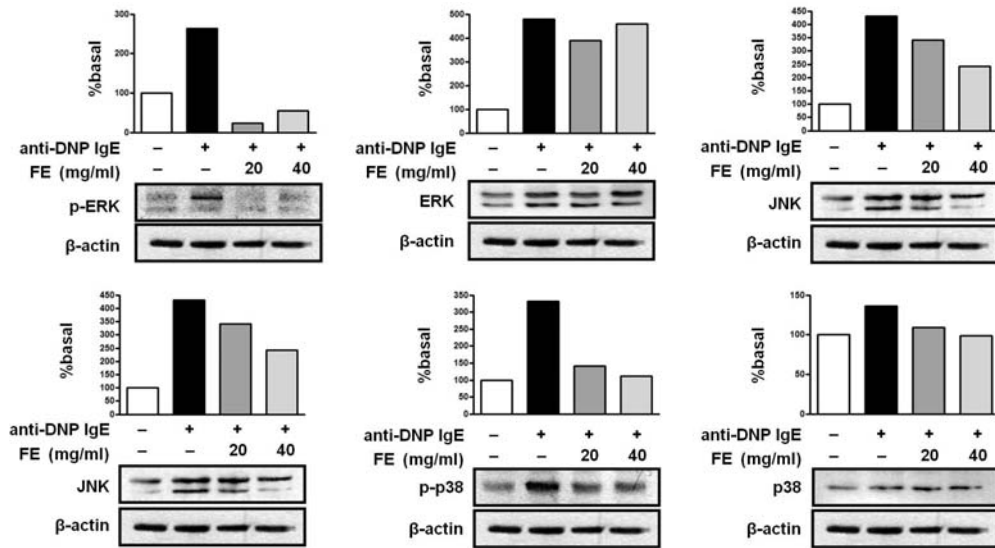 %basal
300
200
100
0
anti-DNP IgE – + + +
FE (mg/ml) 20 40
p-ERK
β-actin
%basal
500
400
300
200
100
0
anti-DNP IgE – + + +
FE (mg/ml) 20 40
ERK
β-actin
%basal
450
400
350
300
250
200
150
100
50
0
anti-DNP IgE – + + +
FE (mg/ml) 20 40
JNK
β-actin
%basal
450
400
350
300
250
200
150
100
50
0
anti-DNP IgE – + + +
FE (mg/ml) 20 40
JNK
β-actin
%basal
350
300
250
200
150
100
50
0
anti-DNP IgE – + + +
FE (mg/ml) 20 40
p-p38
β-actin
%basal
150
100
50
0
anti-DNP IgE – + + +
FE (mg/ml) 20 40
p38
β-actin